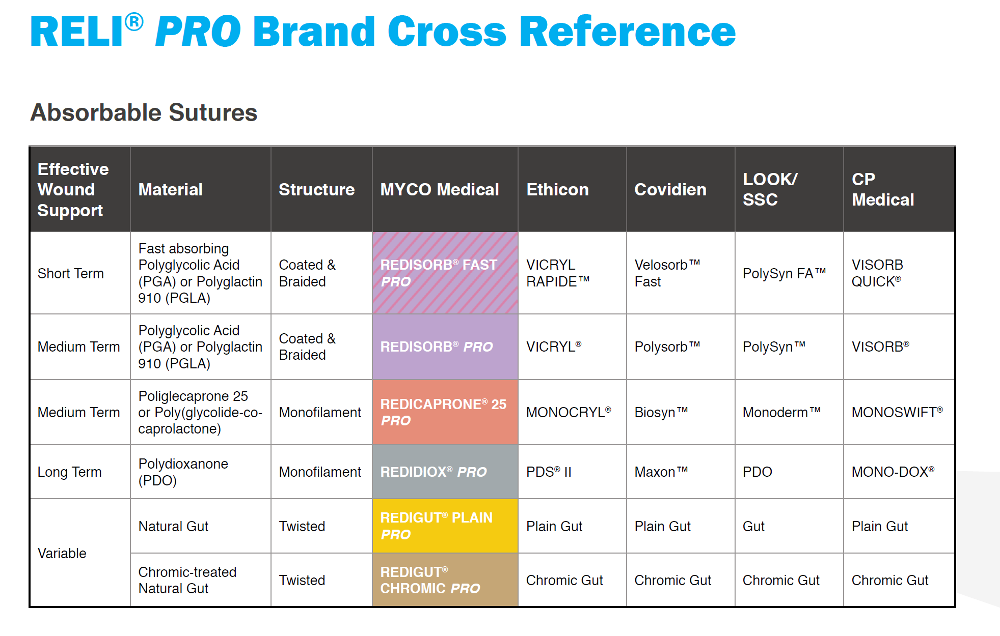 RELI® PRO Brand Cross Reference
Absorbable Sutures
Effective
Wound
Support
Material
Structure
MYCO Medical
Ethicon
Covidien
LOOK/
SSC
CP
Medical
Short Term
Fast absorbing
Polyglycolic Acid
(PGA) or Polyglactin
910 (PGLA)
Coated &
Braided
REDISORB® FAST
PRO
VICRYL
RAPIDE™
Velosorb™
Fast
PolySyn FA™
VISORB
QUICK®
Medium Term
Polyglycolic Acid
(PGA) or Polyglactin
910 (PGLA)
Coated &
Braided
REDISORB® PRO
VICRYL®
Polysorb™
PolySyn™
VISORB®
Medium Term
Poliglecaprone 25
or Poly(glycolide-co-
caprolactone)
Monofilament
REDICAPRONE® 25
PRO
MONOCRYL®
Biosyn™
Monoderm™
MONOSWIFT®
Long Term
Polydioxanone
(PDO)
Monofilament
REDIDIOX® PRO
PDS® II
Maxon™
PDO
MONO-DOX®
Variable
Natural Gut
Twisted
REDIGUT® PLAIN
PRO
Plain Gut
Plain Gut
Gut
Plain Gut
Chromic-treated
Natural Gut
Twisted
REDIGUT®
CHROMIC PRO
Chromic Gut
Chromic Gut
Chromic Gut
Chromic Gut